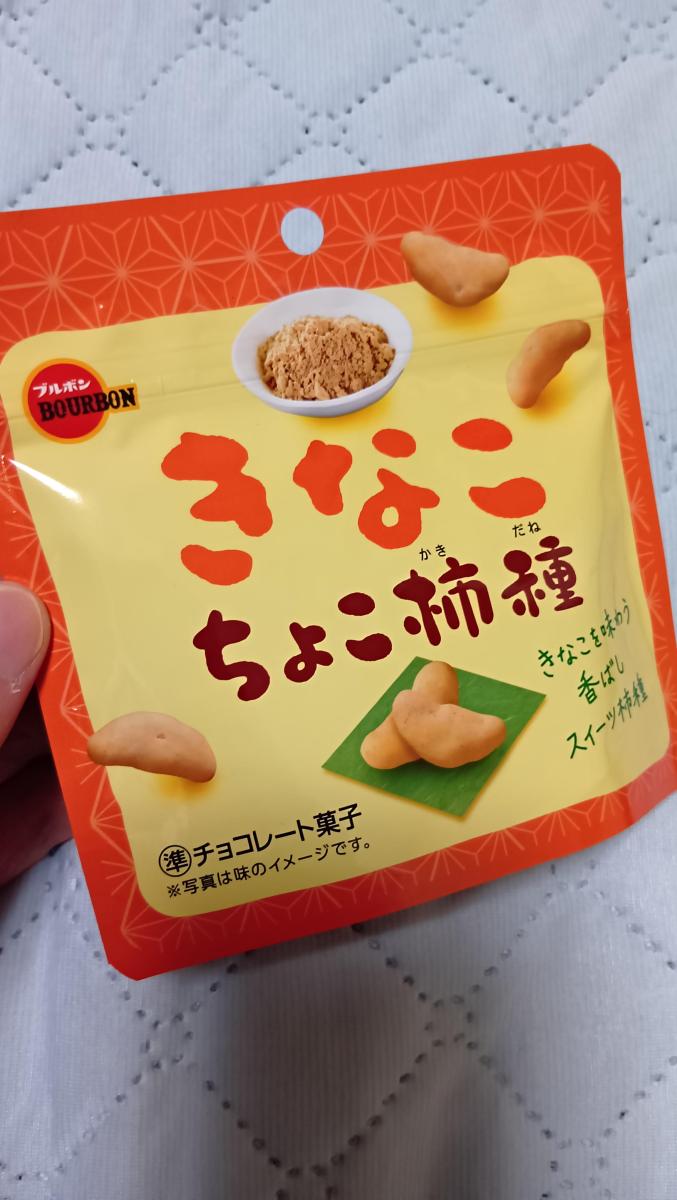 ブルボン
BOURBON
きなこ
かき だね
ちょこ柿種
きなこを味わう
香ばし
スイーツ柿種
準チョコレート菓子
※写真は味のイメージです。